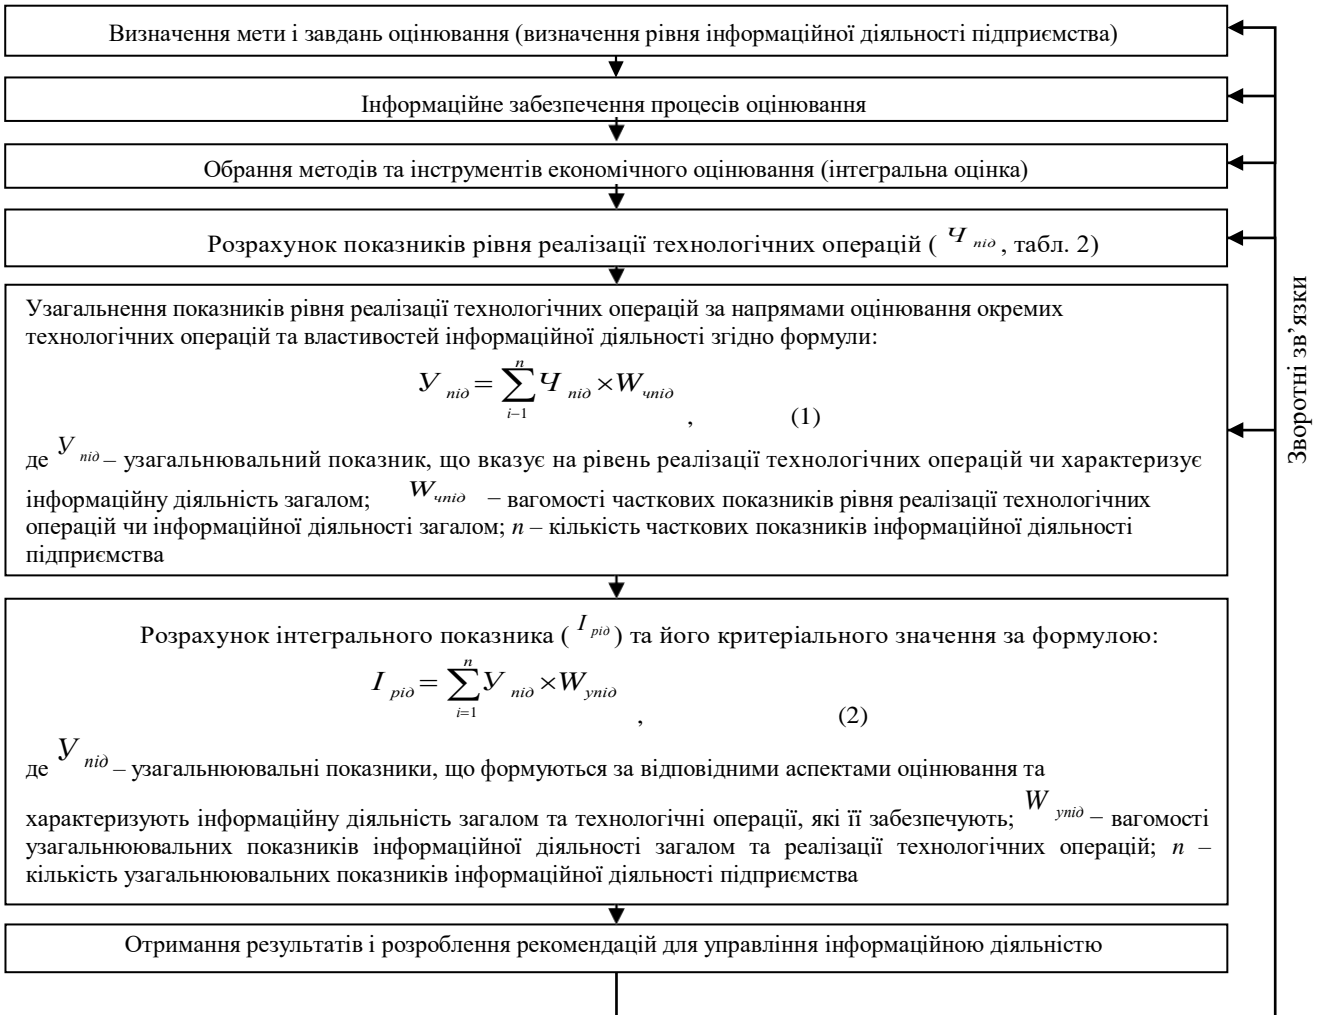 Визначення мети і завдань оцінювання (визначення рівня інформаційної діяльності підприємства)
Інформаційне забезпечення процесів оцінювання
Обрання методів та інструментів економічного оцінювання (інтегральна оцінка)
Розрахунок показників рівня реалізації технологічних операцій ( Ч під , табл. 2)
Узагальнення показників рівня реалізації технологічних операцій за напрямами оцінювання окремих
технологічних операцій та властивостей інформаційної діяльності згідно формули:
У під = n ∑ i−1 Ч під × W чпід , (1)
де У під – узагальнювальний показник, що вказує на рівень реалізації технологічних операцій чи характеризує
інформаційну діяльність загалом; W чпід – вагомості часткових показників рівня реалізації технологічних
операцій чи інформаційної діяльності загалом; n – кількість часткових показників інформаційної діяльності
підприємства
Розрахунок інтегрального показника ( I рід ) та його критеріального значення за формулою:
I рід = n ∑ i=1 У під × W упід , (2)
де У під – узагальнюювальні показники, що формуються за відповідними аспектами оцінювання та
характеризують інформаційну діяльність загалом та технологічні операції, які її забезпечують; W упід – вагомості
узагальнюювальних показників інформаційної діяльності загалом та реалізації технологічних операцій; n –
кількість узагальнюювальних показників інформаційної діяльності підприємства
Отримання результатів і розроблення рекомендацій для управління інформаційною діяльністю
Зворотні зв’язки